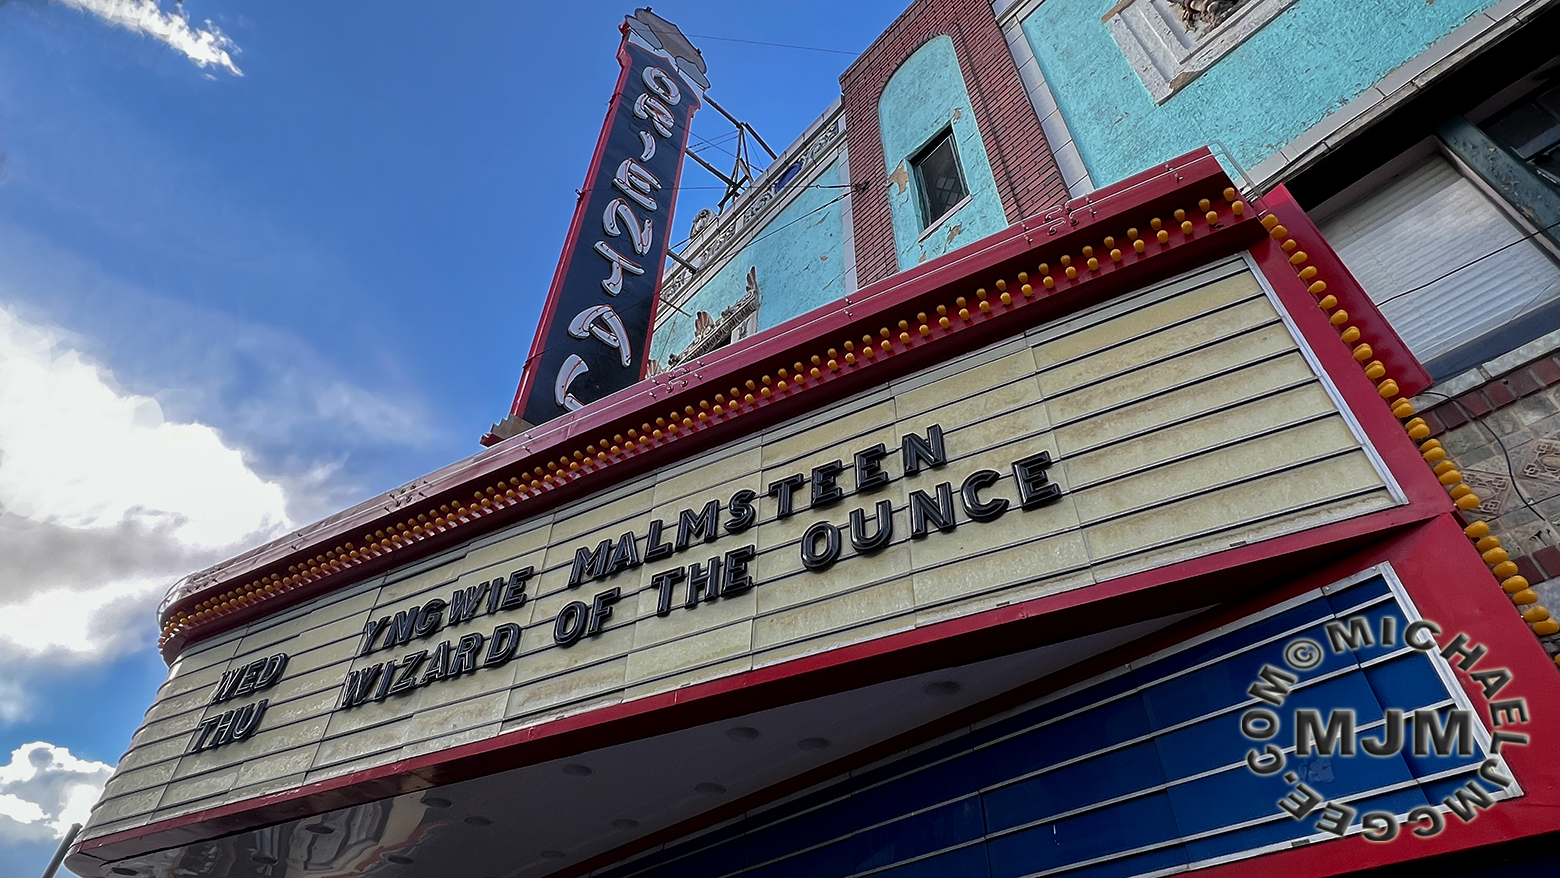 ORIENTAL
WED YNGWIE MALMSTEEN
THU WIZARD OF THE OUNCE
©MICHAELJMCGEE.COM
MJM